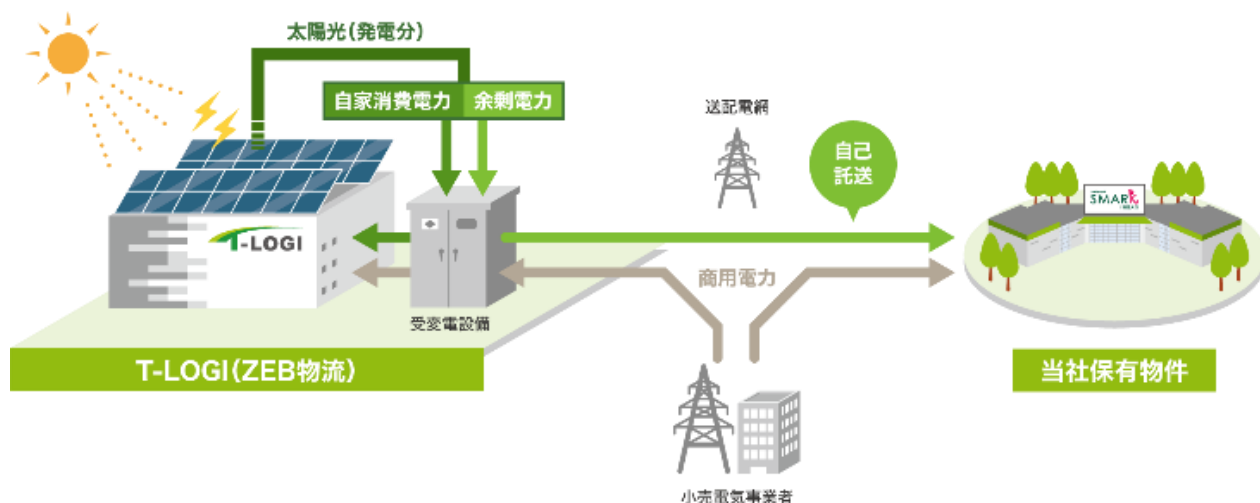 太陽光(発電分)
自家消費電力
余剰電力
送配電網
自己
託送
T-LOGI
SMARK
商用電力
受変電設備
T-LOGI(ZEB物流)
当社保有物件
小売電気事業者